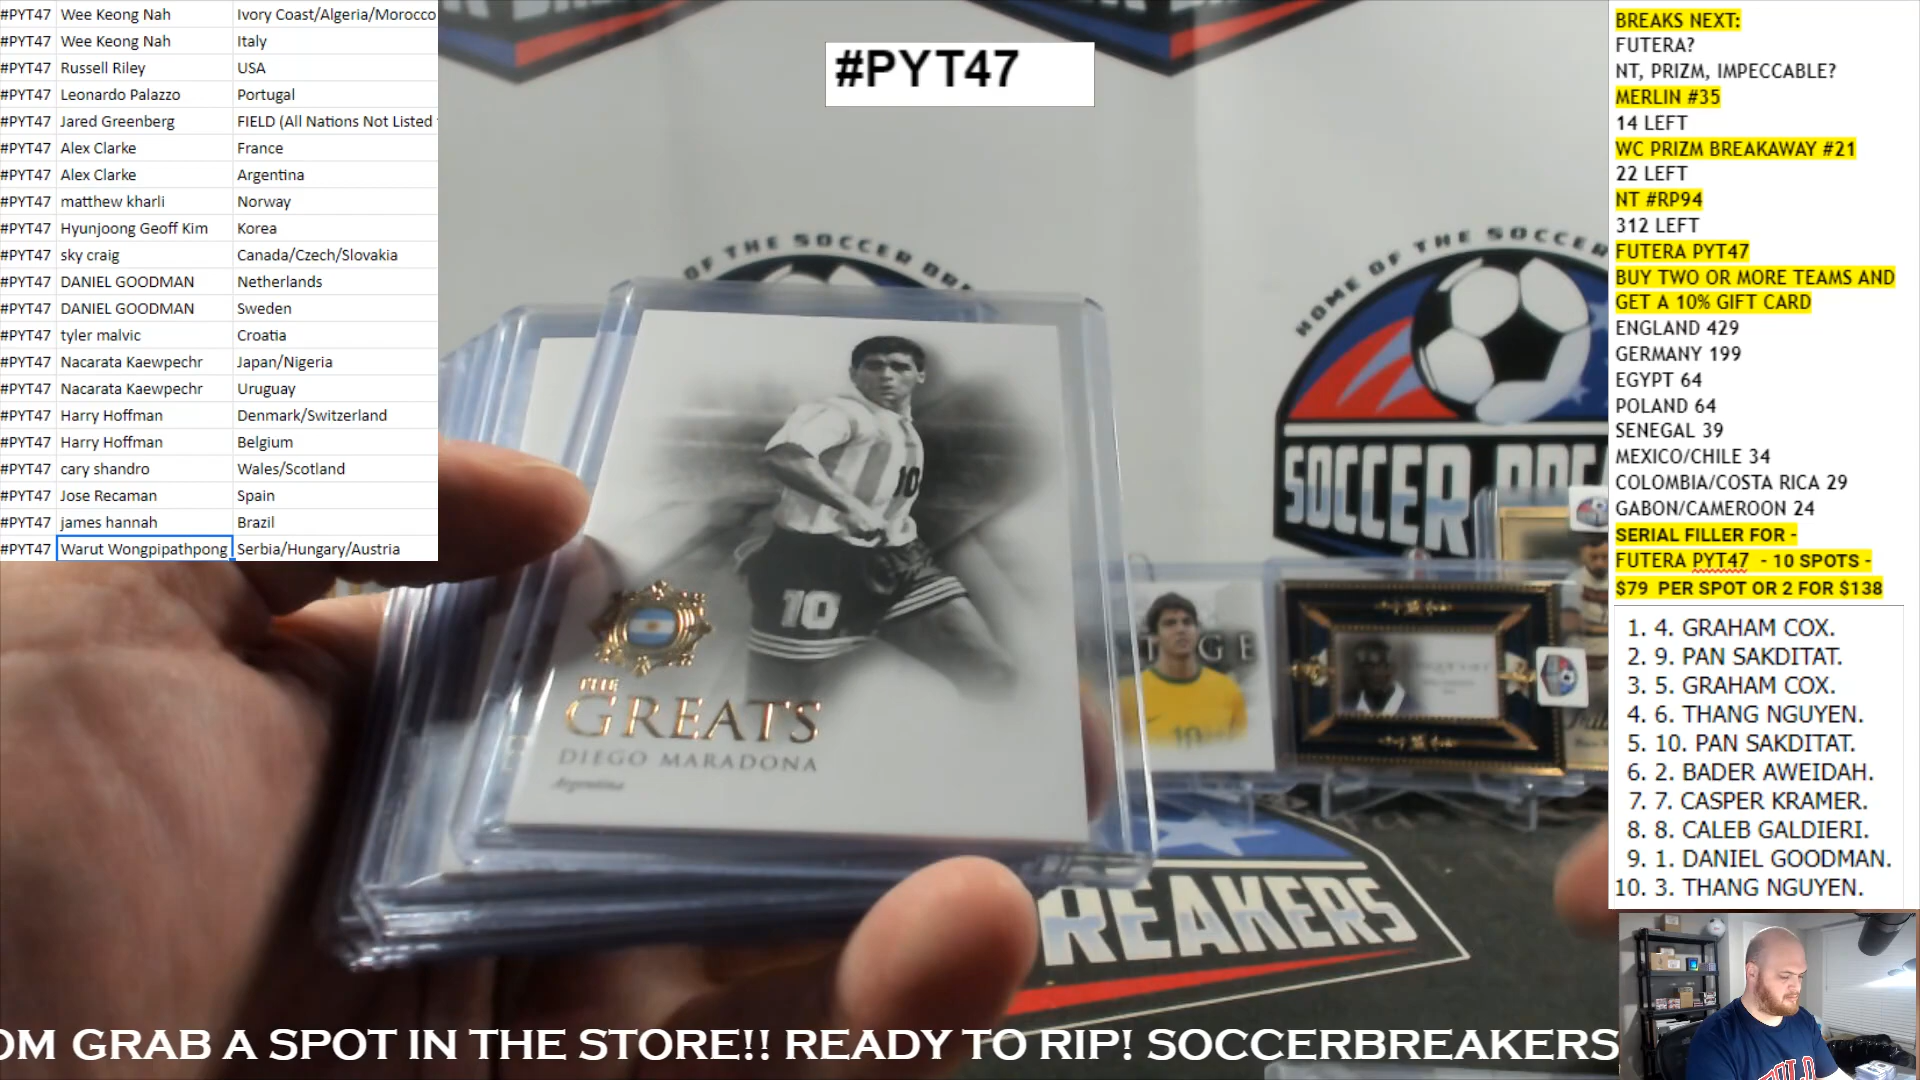 #PYT47 Wee Keong Nah Ivory Coast/Algeria/Morocco
#PYT47 Wee Keong Nah Italy
#PYT47 Russell Riley USA
#PYT47 Leonardo Palazzo Portugal
#PYT47 Jared Greenberg FIELD (All Nations Not Listed
#PYT47 Alex Clarke France
#PYT47 Alex Clarke Argentina
#PYT47 matthew kharli Norway
#PYT47 Hyunjoong Geoff Kim Korea
#PYT47 sky craig Canada/Czech/Slovakia
#PYT47 DANIEL GOODMAN Netherlands
#PYT47 DANIEL GOODMAN Sweden
#PYT47 tyler malvic Croatia
#PYT47 Nacarata Kaewpechr Japan/Nigeria
#PYT47 Nacarata Kaewpechr Uruguay
#PYT47 Harry Hoffman Denmark/Switzerland
#PYT47 Harry Hoffman Belgium
#PYT47 cary shandro Wales/Scotland
#PYT47 Jose Recaman Spain
#PYT47 james hannah Brazil
#PYT47 Warut Wongpipathpong Serbia/Hungary/Austria
#PYT47
OF THE SOCCER
HOME OF THE SOCCER
SOCCER
BREAKERS
10
10
THE
GREATS
DIEGO MARADONA
Argentina
10
BREAKS NEXT:
FUTERA?
NT, PRIZM, IMPECCABLE?
MERLIN #35
14 LEFT
WC PRIZM BREAKAWAY #21
22 LEFT
NT #RP94
312 LEFT
FUTERA PYT47
BUY TWO OR MORE TEAMS AND
GET A 10% GIFT CARD
ENGLAND 429
GERMANY 199
EGYPT 64
POLAND 64
SENEGAL 39
MEXICO/CHILE 34
COLOMBIA/COSTA RICA 29
GABON/CAMEROON 24
SERIAL FILLER FOR -
FUTERA PYT47 - 10 SPOTS -
$79 PER SPOT OR 2 FOR $138
1. 4. GRAHAM COX.
2. 9. PAN SAKDITAT.
3. 5. GRAHAM COX.
4. 6. THANG NGUYEN.
5. 10. PAN SAKDITAT.
6. 2. BADER AWEIDAH.
7. 7. CASPER KRAMER.
8. 8. CALEB GALDIERI.
9. 1. DANIEL GOODMAN.
10. 3. THANG NGUYEN.
OM GRAB A SPOT IN THE STORE!! READY TO RIP! SOCCERBREAKERS